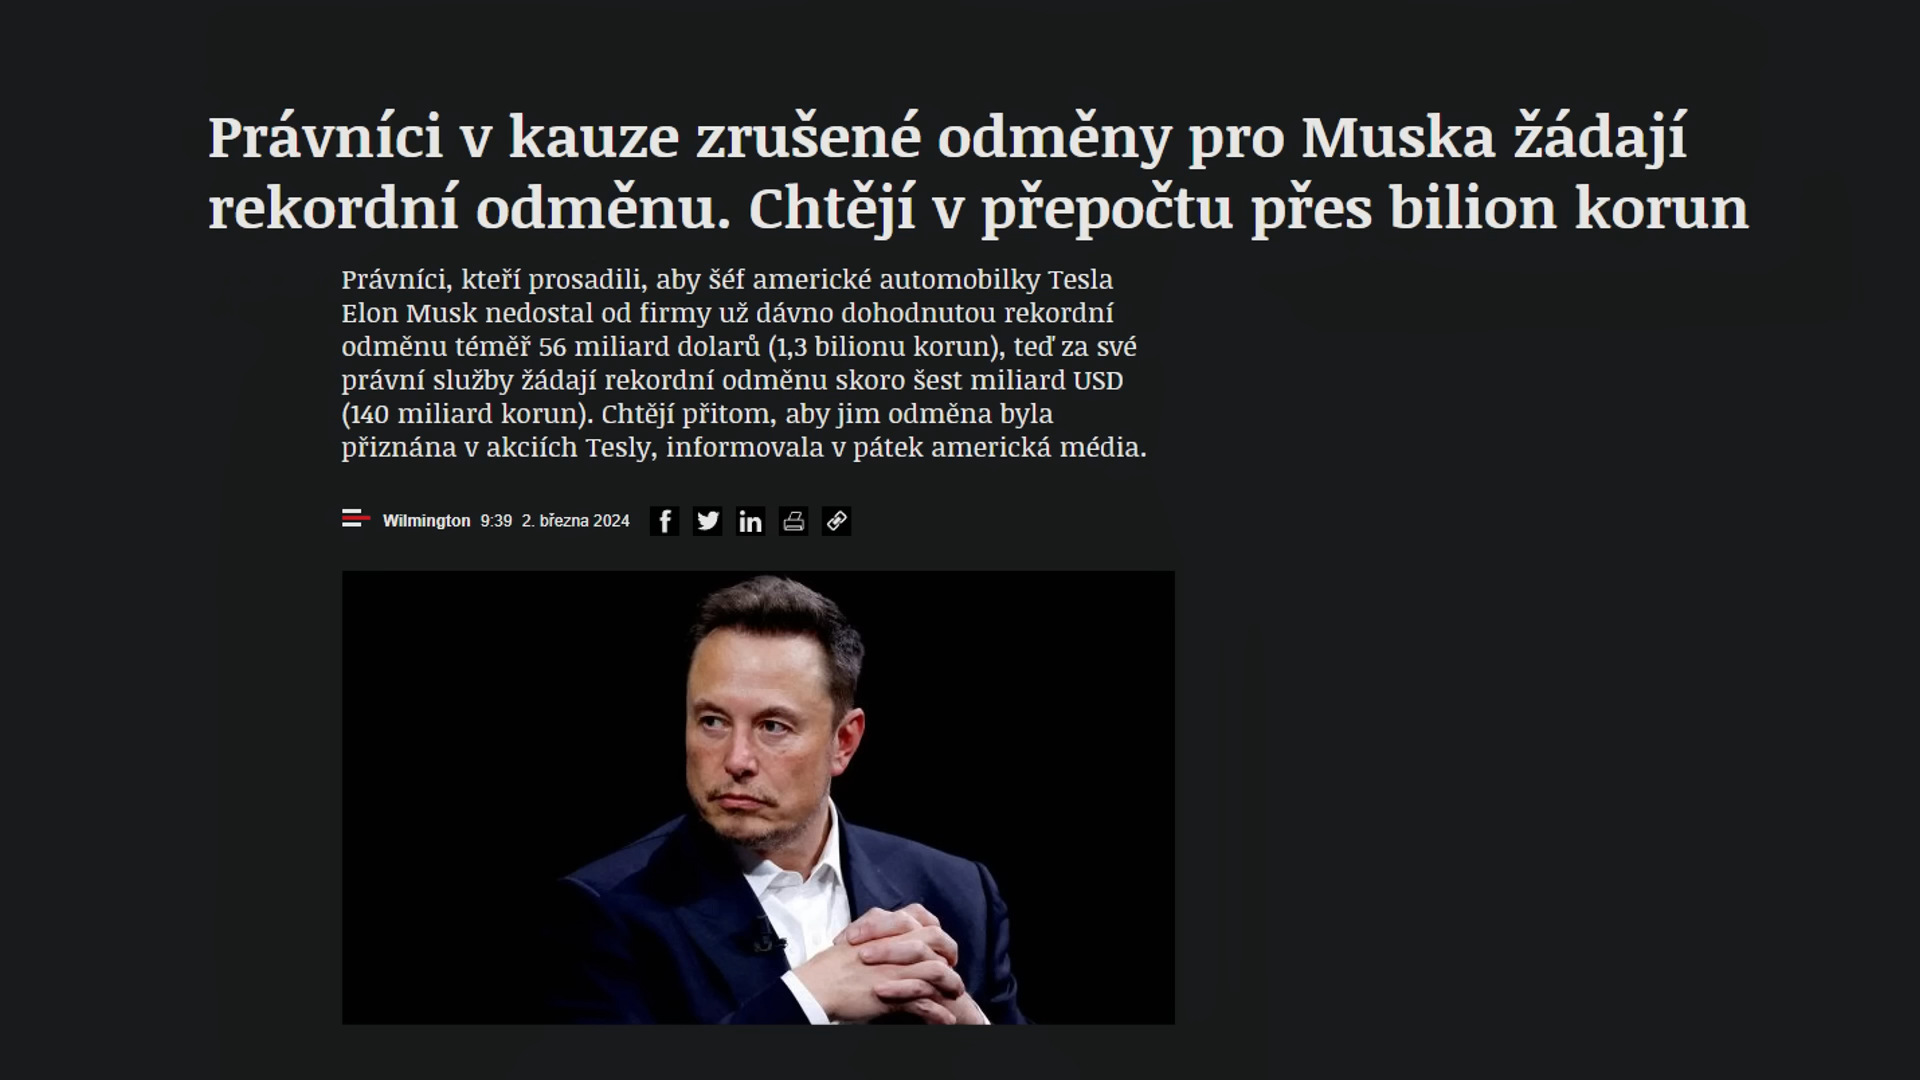 Právníci v kauze zrušené odměny pro Muska žádají
rekordní odměnu. Chtějí v přepočtu přes bilion korun
Právníci, kteří prosadili, aby šéf americké automobilky Tesla
Elon Musk nedostal od firmy už dávno dohodnutou rekordní
odměnu téměř 56 miliard dolarů (1,3 bilionu korun), teď za své
právní služby žádají rekordní odměnu skoro šest miliard USD
(140 miliard korun). Chtějí přitom, aby jim odměna byla
přiznána v akciích Tesly, informovala v pátek americká média.
Wilmington 9:39 2. března 2024